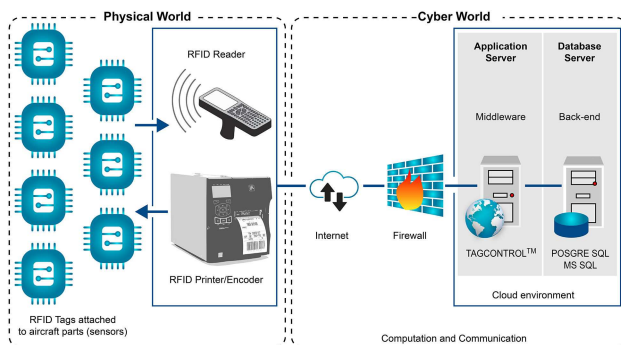 Physical World
Cyber World
RFID Reader
RFID Printer/Encoder
RFID Tags attached
to aircraft parts (sensors)
Internet
Firewall
Application
Server
Middleware
TAGCONTROL™
Database
Server
Back-end
POSGRE SQL
MS SQL
Cloud environment
Computation and Communication